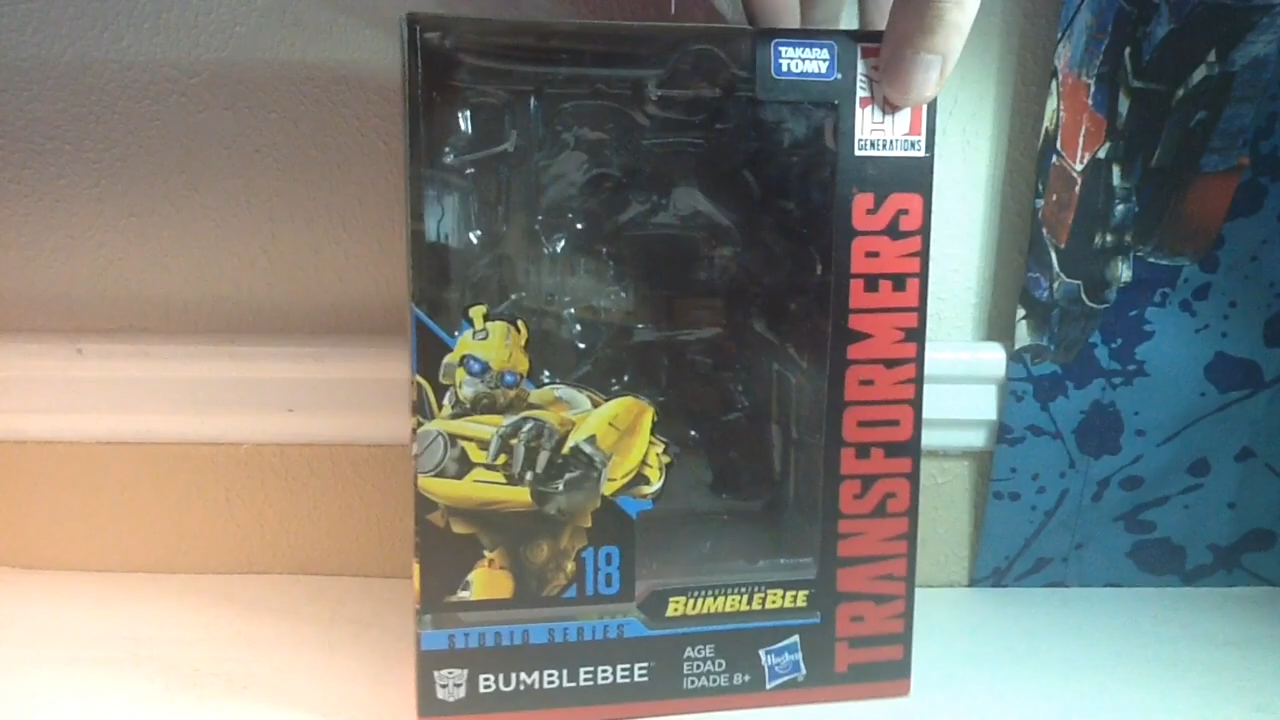 TAKARA
TOMY
GENERATIONS
TRANSFORMERS
18
TRANSFORMERS
BUMBLEBEE
STUDIO SERIES
BUMBLEBEE
AGE
EDAD
IDADE 8+
Hasbro